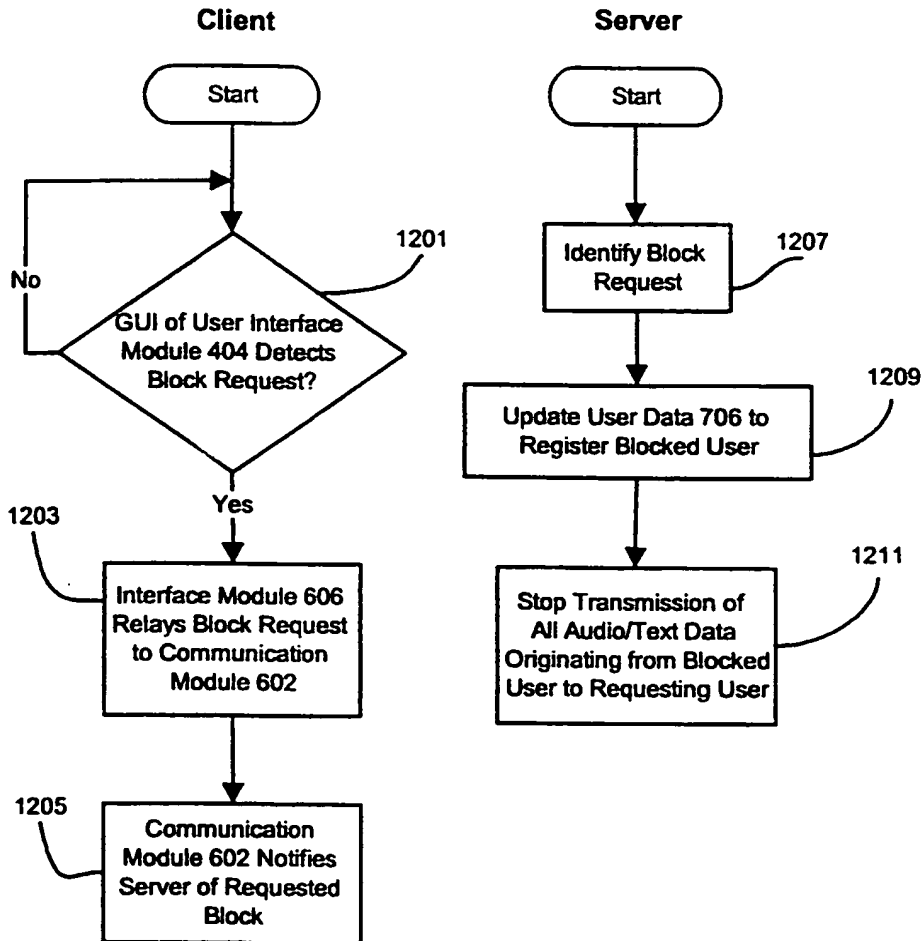 Client
Start
No
1201
GUI of User Interface
Module 404 Detects
Block Request?
Yes
1203
Interface Module 606
Relays Block Request
to Communication
Module 602
1205
Communication
Module 602 Notifies
Server of Requested
Block
Server
Start
1207
Identify Block
Request
1209
Update User Data 706 to
Register Blocked User
1211
Stop Transmission of
All Audio/Text Data
Originating from Blocked
User to Requesting User